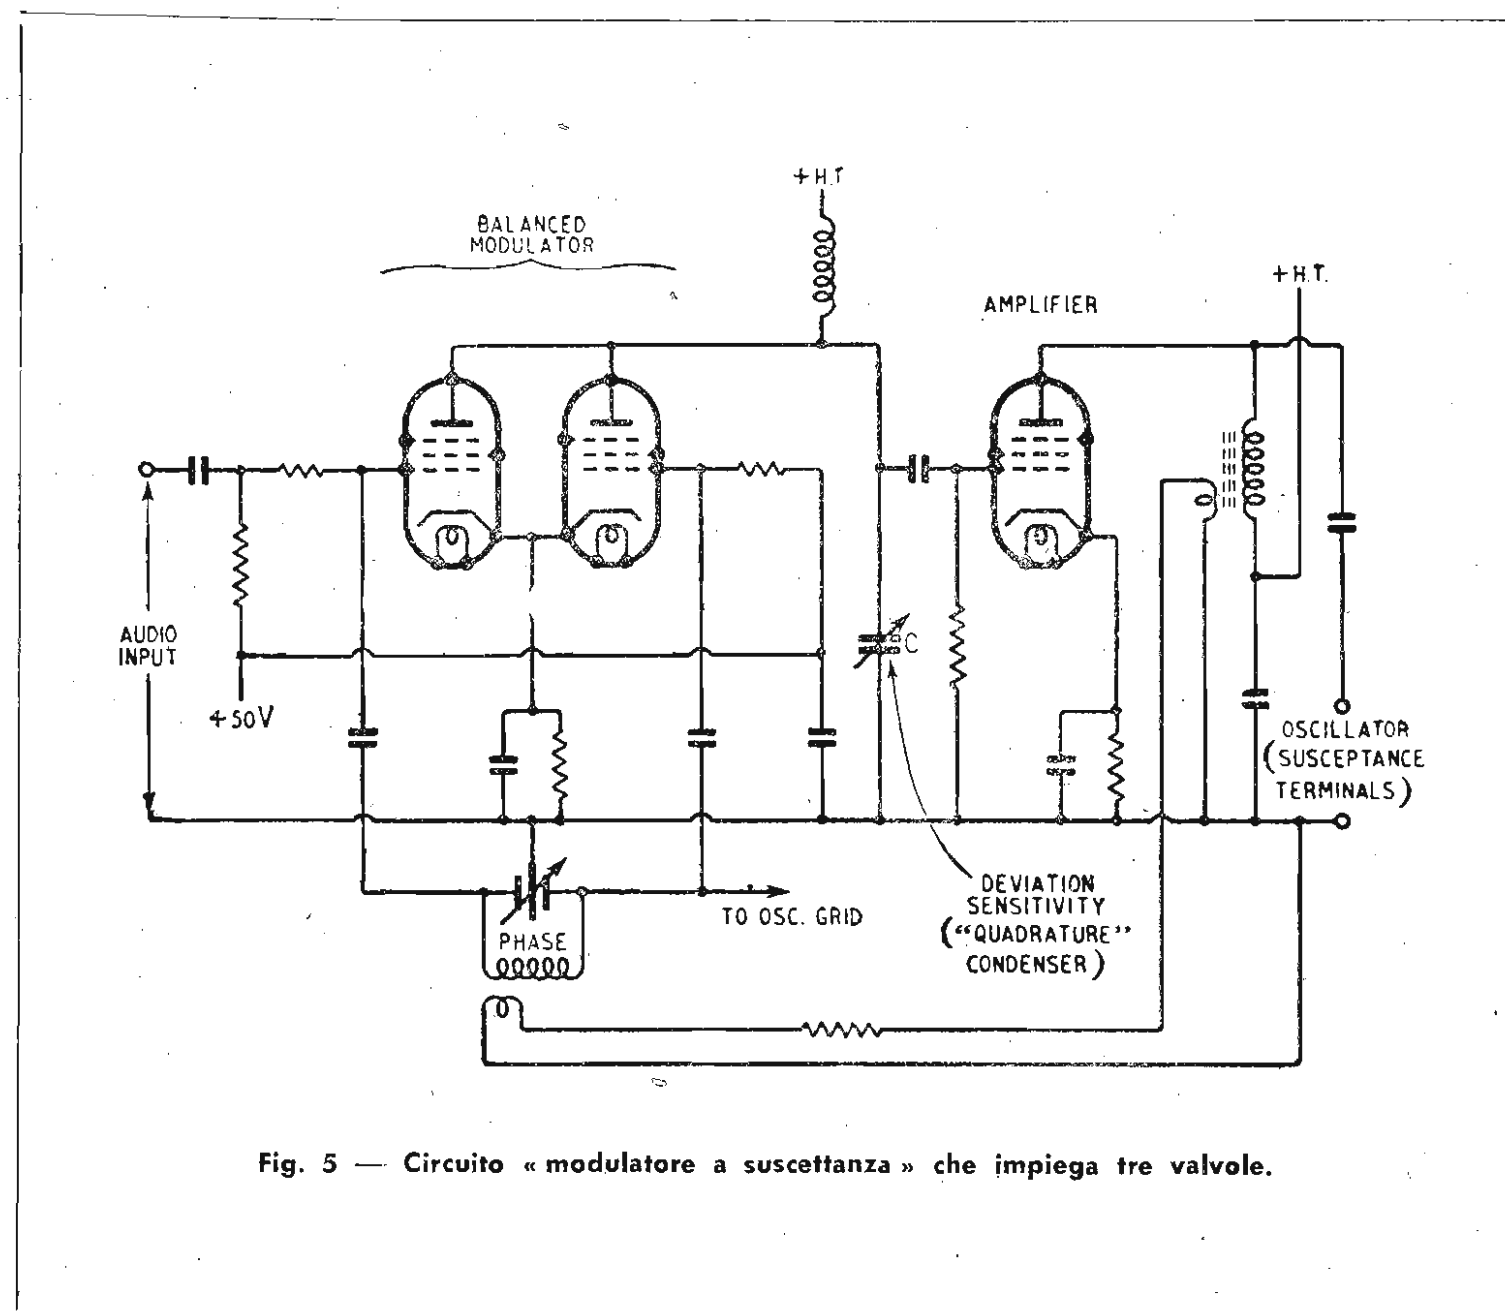 + H.T
BALANCED
MODULATOR
+ H.T.
AMPLIFIER
AUDIO
INPUT
C
+50V
OSCILLATOR
(SUSCEPTANCE
TERMINALS)
DEVIATION
SENSITIVITY
("QUADRATURE"
CONDENSER)
TO OSC. GRID
PHASE
Fig. 5 — Circuito « modulatore a suscettanza » che impiega tre valvole.